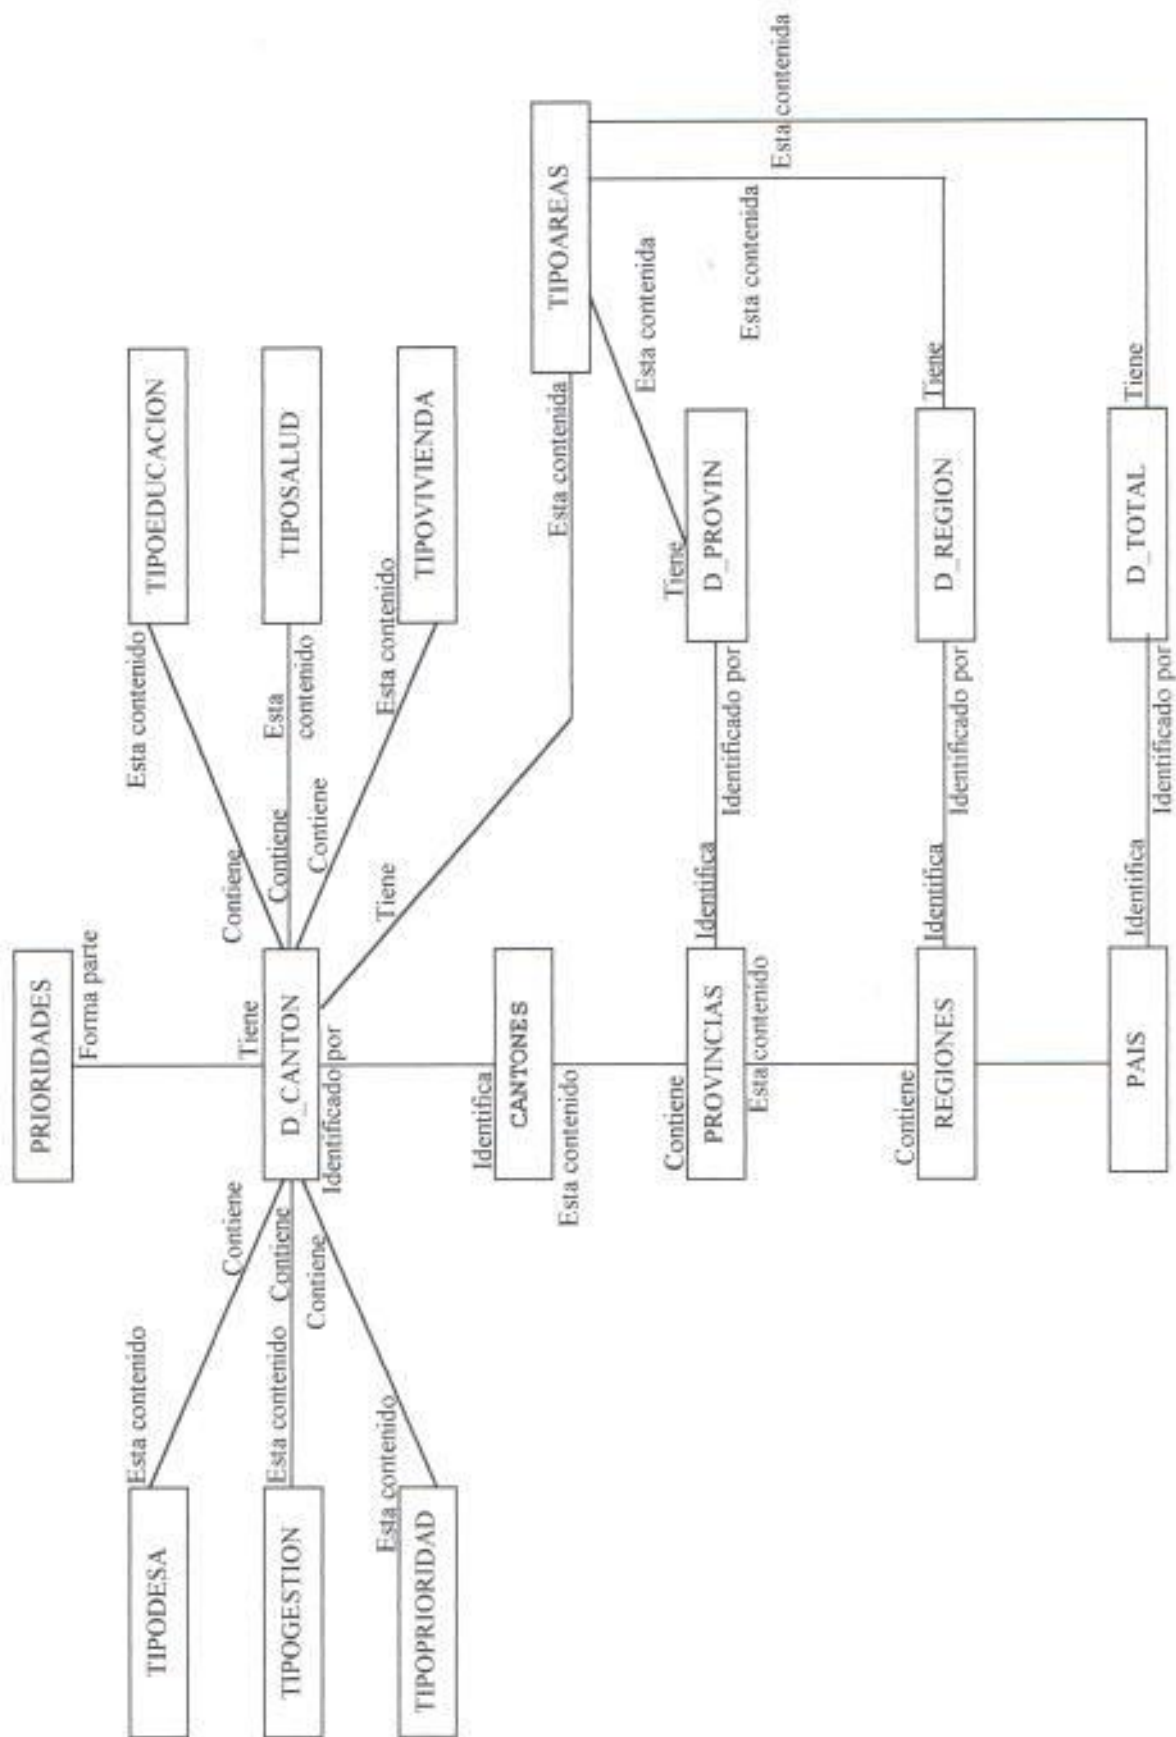 PRIORIDADES
Forma parte
TIPODESA
Esta contenido
Contiene
TIPOGESTION
Esta contenido
Contiene
TIPOPRIORIDAD
Esta contenido
Contiene
Tiene
D_CANTON
Identificado por
Contiene
Esta contenido
TIPOEDUCACION
Contiene
Esta
contenido
TIPOSALUD
Contiene
Esta contenido
TIPOVIVIENDA
Tiene
Esta contenida
TIPOAREAS
Identifica
CANTONES
Esta contenido
Contiene
PROVINCIAS
Esta contenido
Identifica
Identificado por
Tiene
D_PROVIN
Esta contenida
Contiene
REGIONES
Identifica
Identificado por
D_REGION
Tiene
Esta contenida
PAIS
Identifica
Identificado por
D_TOTAL
Tiene
Esta contenida